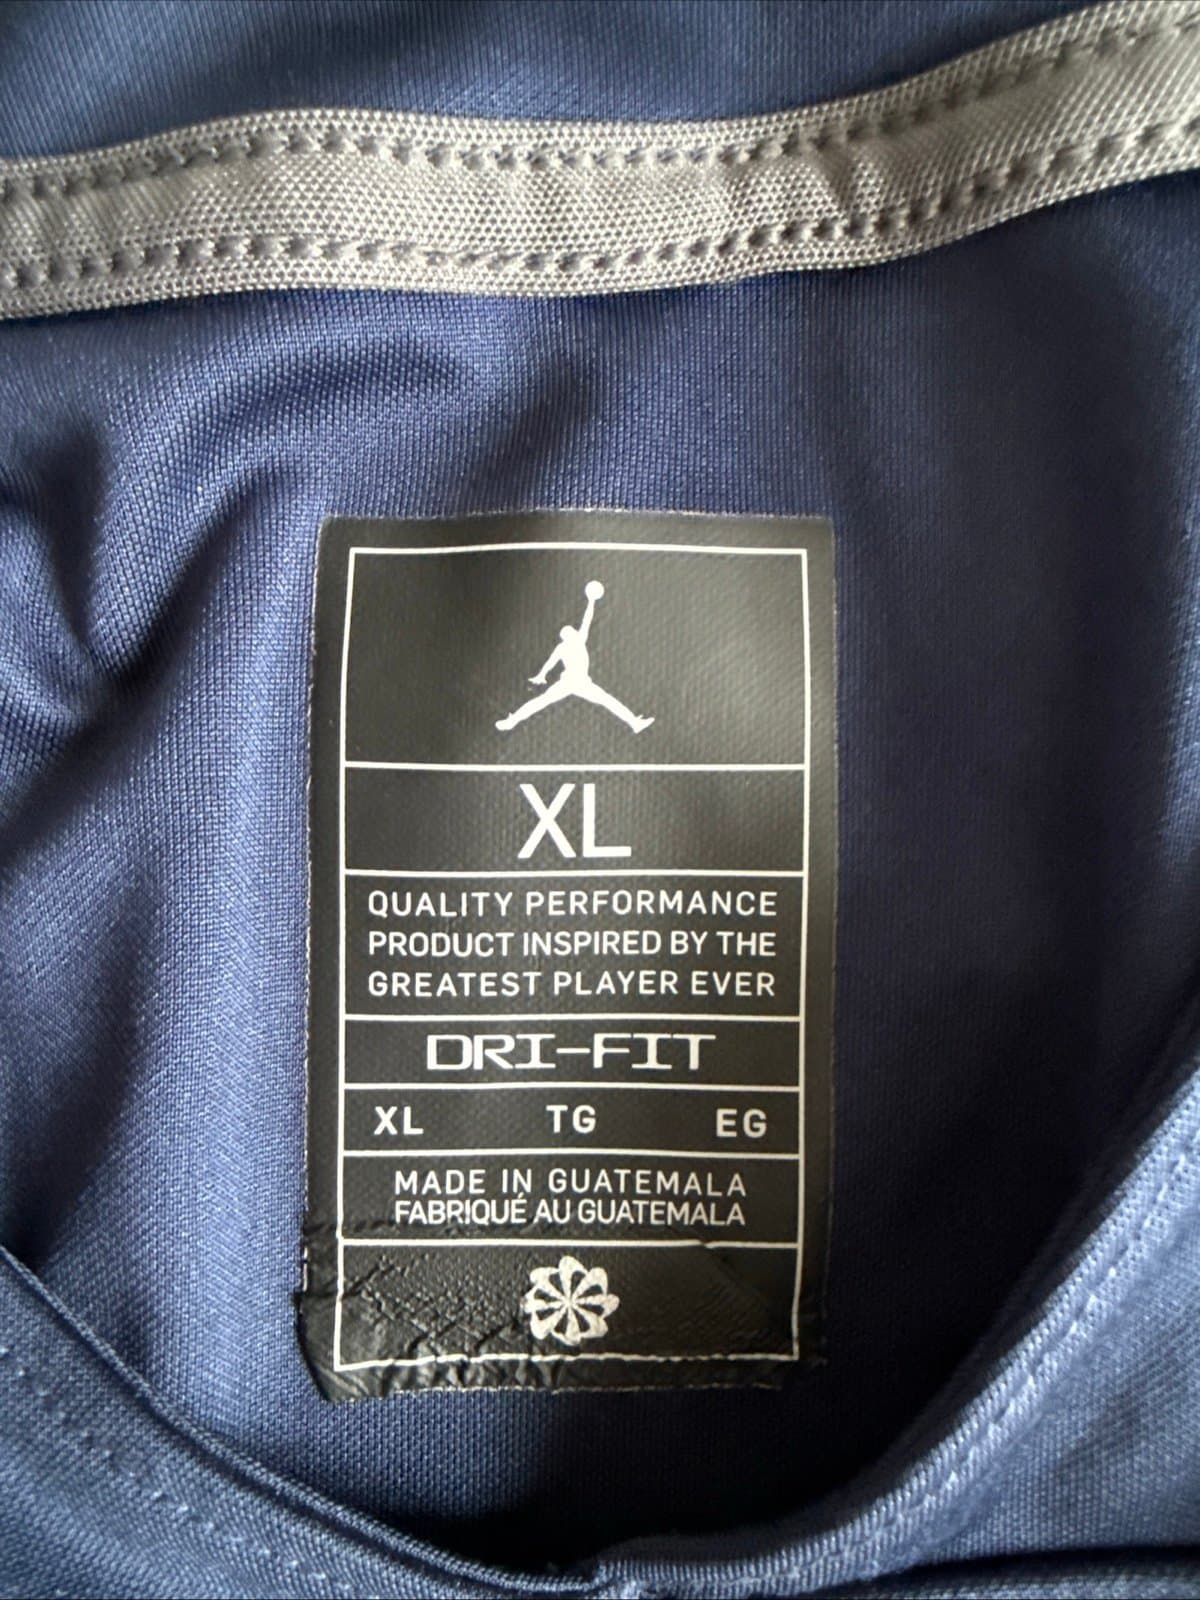 XL
QUALITY PERFORMANCE
PRODUCT INSPIRED BY THE
GREATEST PLAYER EVER
DRI-FIT
XL TG EG
MADE IN GUATEMALA
FABRIQUÉ AU GUATEMALA